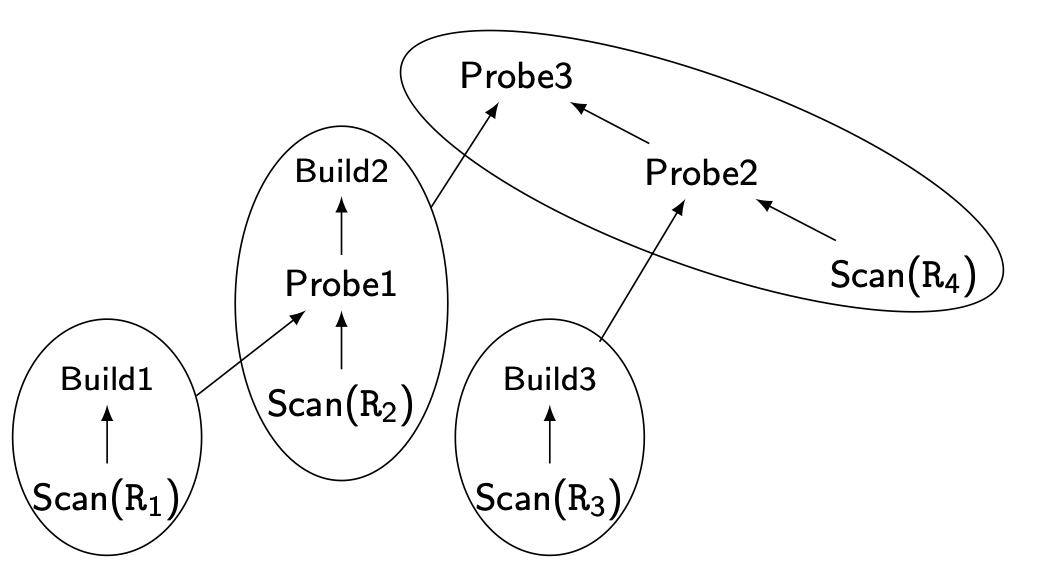 Probe3
Build2
Probe2
Probe1
Scan(R₄)
Build1
Build3
Scan(R₂)
Scan(R₁)
Scan(R₃)